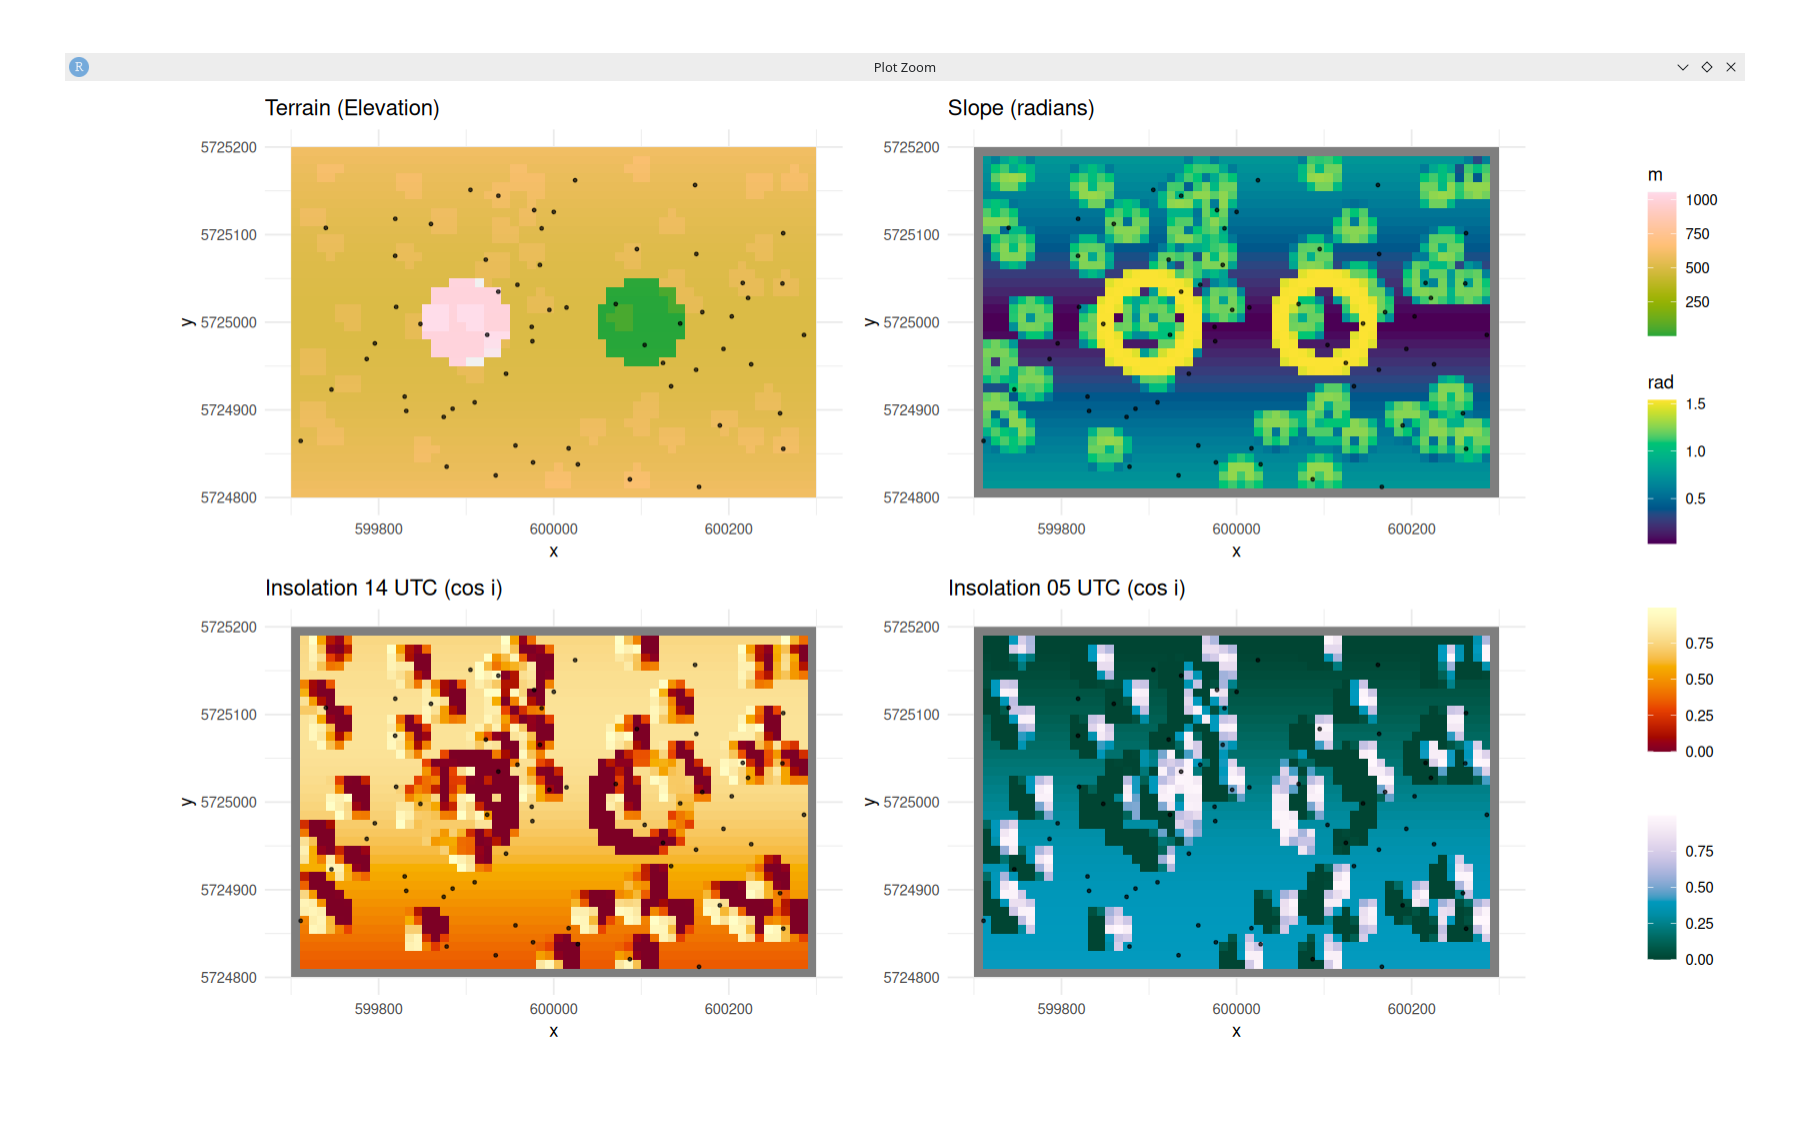 R
Plot Zoom
Terrain (Elevation)
5725200
5725100
5725000
5724900
5724800
y
599800
600000
600200
x
Slope (radians)
5725200
5725100
5725000
5724900
5724800
y
599800
600000
600200
x
m
1000
750
500
250
rad
1.5
1.0
0.5
Insolation 14 UTC (cos i)
5725200
5725100
5725000
5724900
5724800
y
599800
600000
600200
x
Insolation 05 UTC (cos i)
5725200
5725100
5725000
5724900
5724800
y
599800
600000
600200
x
0.75
0.50
0.25
0.00
0.75
0.50
0.25
0.00